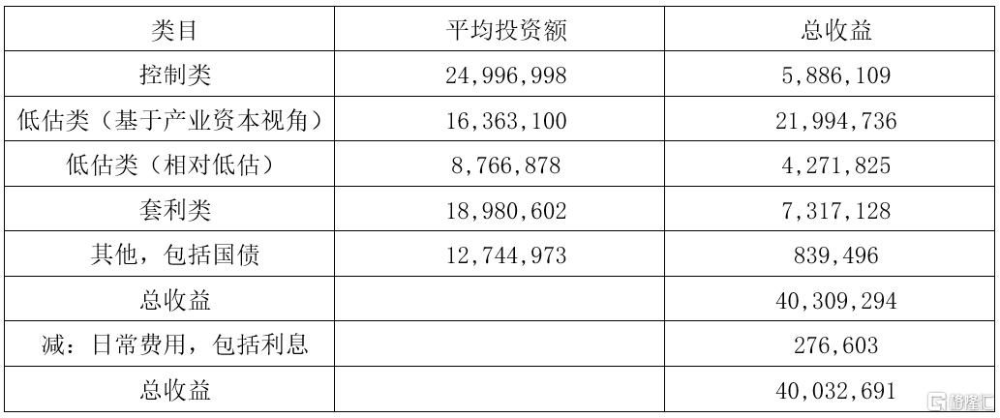 类目 平均投资额 总收益
控制类 24,996,998 5,886,109
低估类（基于产业资本视角） 16,363,100 21,994,736
低估类（相对低估） 8,766,878 4,271,825
套利类 18,980,602 7,317,128
其他，包括国债 12,744,973 839,496
总收益 40,309,294
减：日常费用，包括利息 276,603
总收益 40,032,691
格隆汇